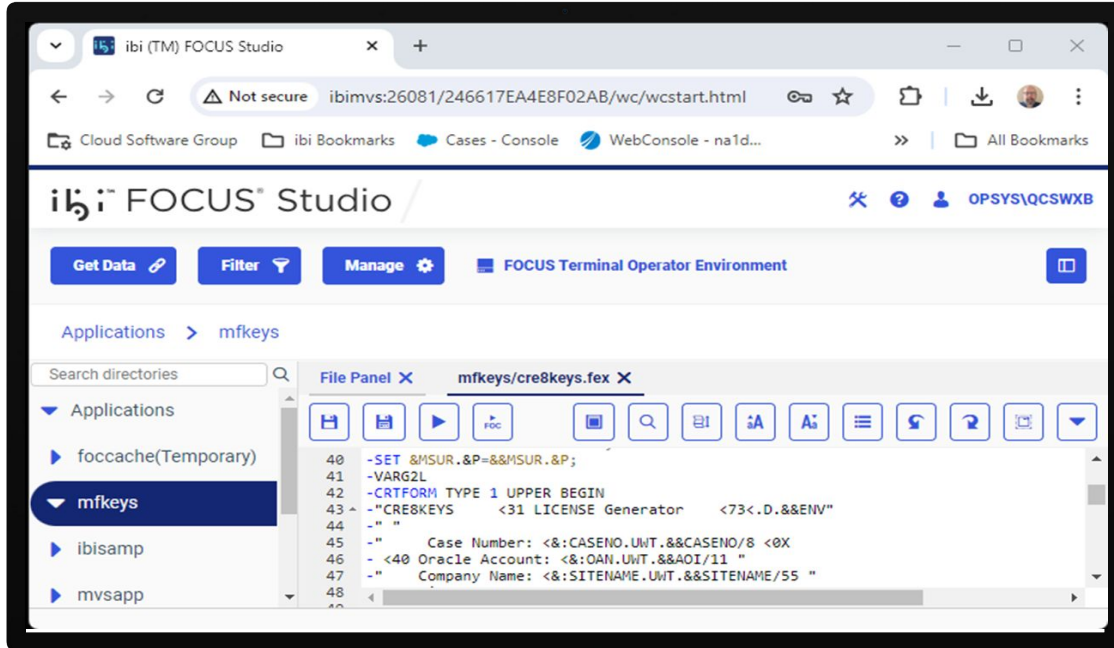 ibi (TM) FOCUS Studio
Not secure ibimvs:26081/246617EA4E8F02AB/wc/wcstart.html
Cloud Software Group ibi Bookmarks Cases - Console WebConsole - na1d... » All Bookmarks
ibi™ FOCUS® Studio OPSYS\QCSWXB
Get Data Filter Manage FOCUS Terminal Operator Environment
Applications > mfkeys
Search directories File Panel X mfkeys/cre8keys.fex X
Applications
foccache(Temporary)
mfkeys
ibisamp
mvsapp
FOC
40 -SET &MSUR.&P=&&MSUR.&P;
41 -VARG2L
42 -CRTFORM TYPE 1 UPPER BEGIN
43 -"CRE8KEYS <31 LICENSE Generator <73<.D.&&ENV"
44 -" "
45 -" Case Number: <&:CASENO.UWT.&&CASENO/8 <0X
46 - <40 Oracle Account: <&:OAN.UWT.&&AOI/11 "
47 -" Company Name: <&:SITENAME.UWT.&&SITENAME/55 "
48